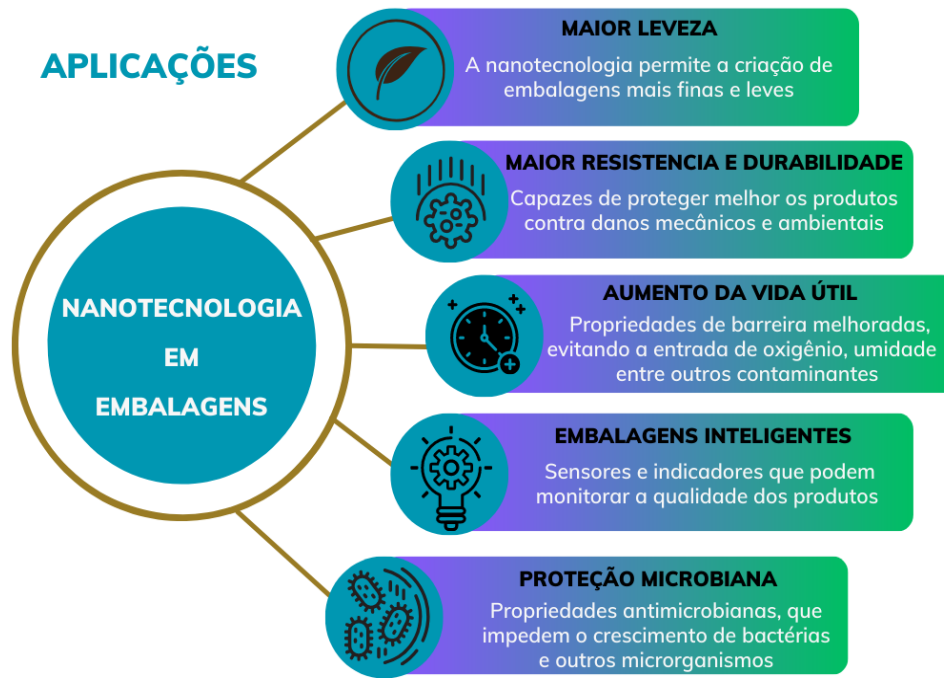 APLICAÇÕES
NANOTECNOLOGIA
EM
EMBALAGENS
MAIOR LEVEZA
A nanotecnologia permite a criação de
embalagens mais finas e leves
MAIOR RESISTENCIA E DURABILIDADE
Capazes de proteger melhor os produtos
contra danos mecânicos e ambientais
AUMENTO DA VIDA ÚTIL
Propriedades de barreira melhoradas,
evitando a entrada de oxigênio, umidade
entre outros contaminantes
EMBALAGENS INTELIGENTES
Sensores e indicadores que podem
monitorar a qualidade dos produtos
PROTEÇÃO MICROBIANA
Propriedades antimicrobianas, que
impedem o crescimento de bactérias
e outros microrganismos